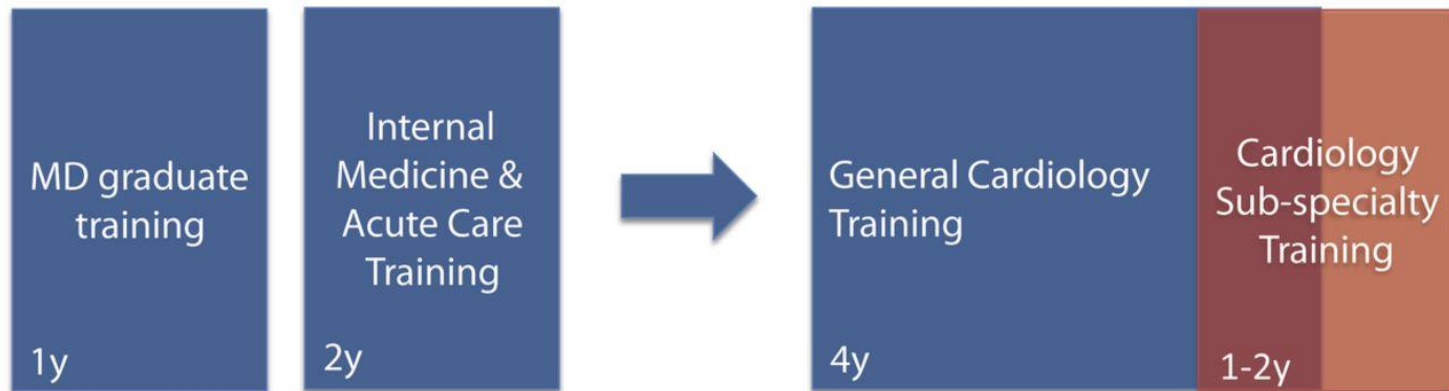 MD graduate
training
1y
Internal
Medicine &
Acute Care
Training
2y
General Cardiology
Training
4y
Cardiology
Sub-specialty
Training
1-2y